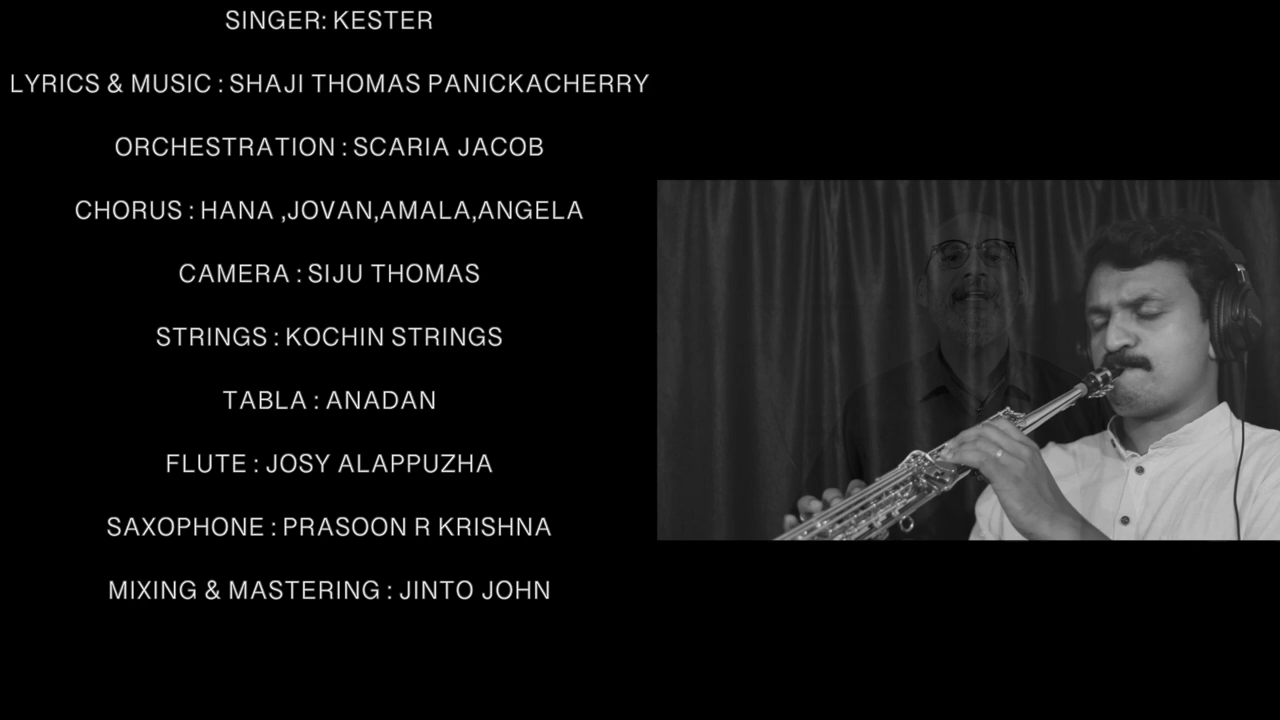 SINGER: KESTER
LYRICS & MUSIC : SHAJI THOMAS PANICKACHERRY
ORCHESTRATION : SCARIA JACOB
CHORUS : HANA ,JOVAN,AMALA,ANGELA
CAMERA : SIJU THOMAS
STRINGS : KOCHIN STRINGS
TABLA : ANADAN
FLUTE : JOSY ALAPPUZHA
SAXOPHONE : PRASOON R KRISHNA
MIXING & MASTERING : JINTO JOHN